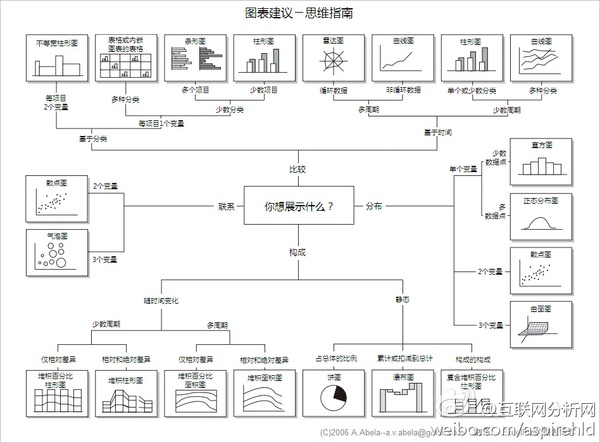 图表建议－思维指南
不等宽柱形图
表格或内嵌
图表的表格
条形图
柱形图
雷达图
曲线图
柱形图
曲线图
每项目
2个变量
多种分类
多个项目
少数项目
循环数据
非循环数据
单个或少数分类
多种分类
每项目1个变量
少数分类
多周期
少数周期
基于分类
基于时间
比较
散点图
2个变量
气泡图
3个变量
联系
你想展示什么？
分布
单个变量
少数
数据点
直方图
多
数据点
正态分布图
2个变量
散点图
3个变量
曲面图
构成
随时间变化
静态
少数周期
多周期
仅相对差异
相对和绝对差异
仅相对差异
相对和绝对差异
占总体的比例
累计或扣减到总计
构成的构成
堆积百分比
柱形图
堆积柱形图
堆积百分比
面积图
堆积面积图
饼图
瀑布图
复合堆积百分比
柱形图
@互联网分析网
weibo.com/aspirehld
(C)2006 A.Abela--a.v.abela@g